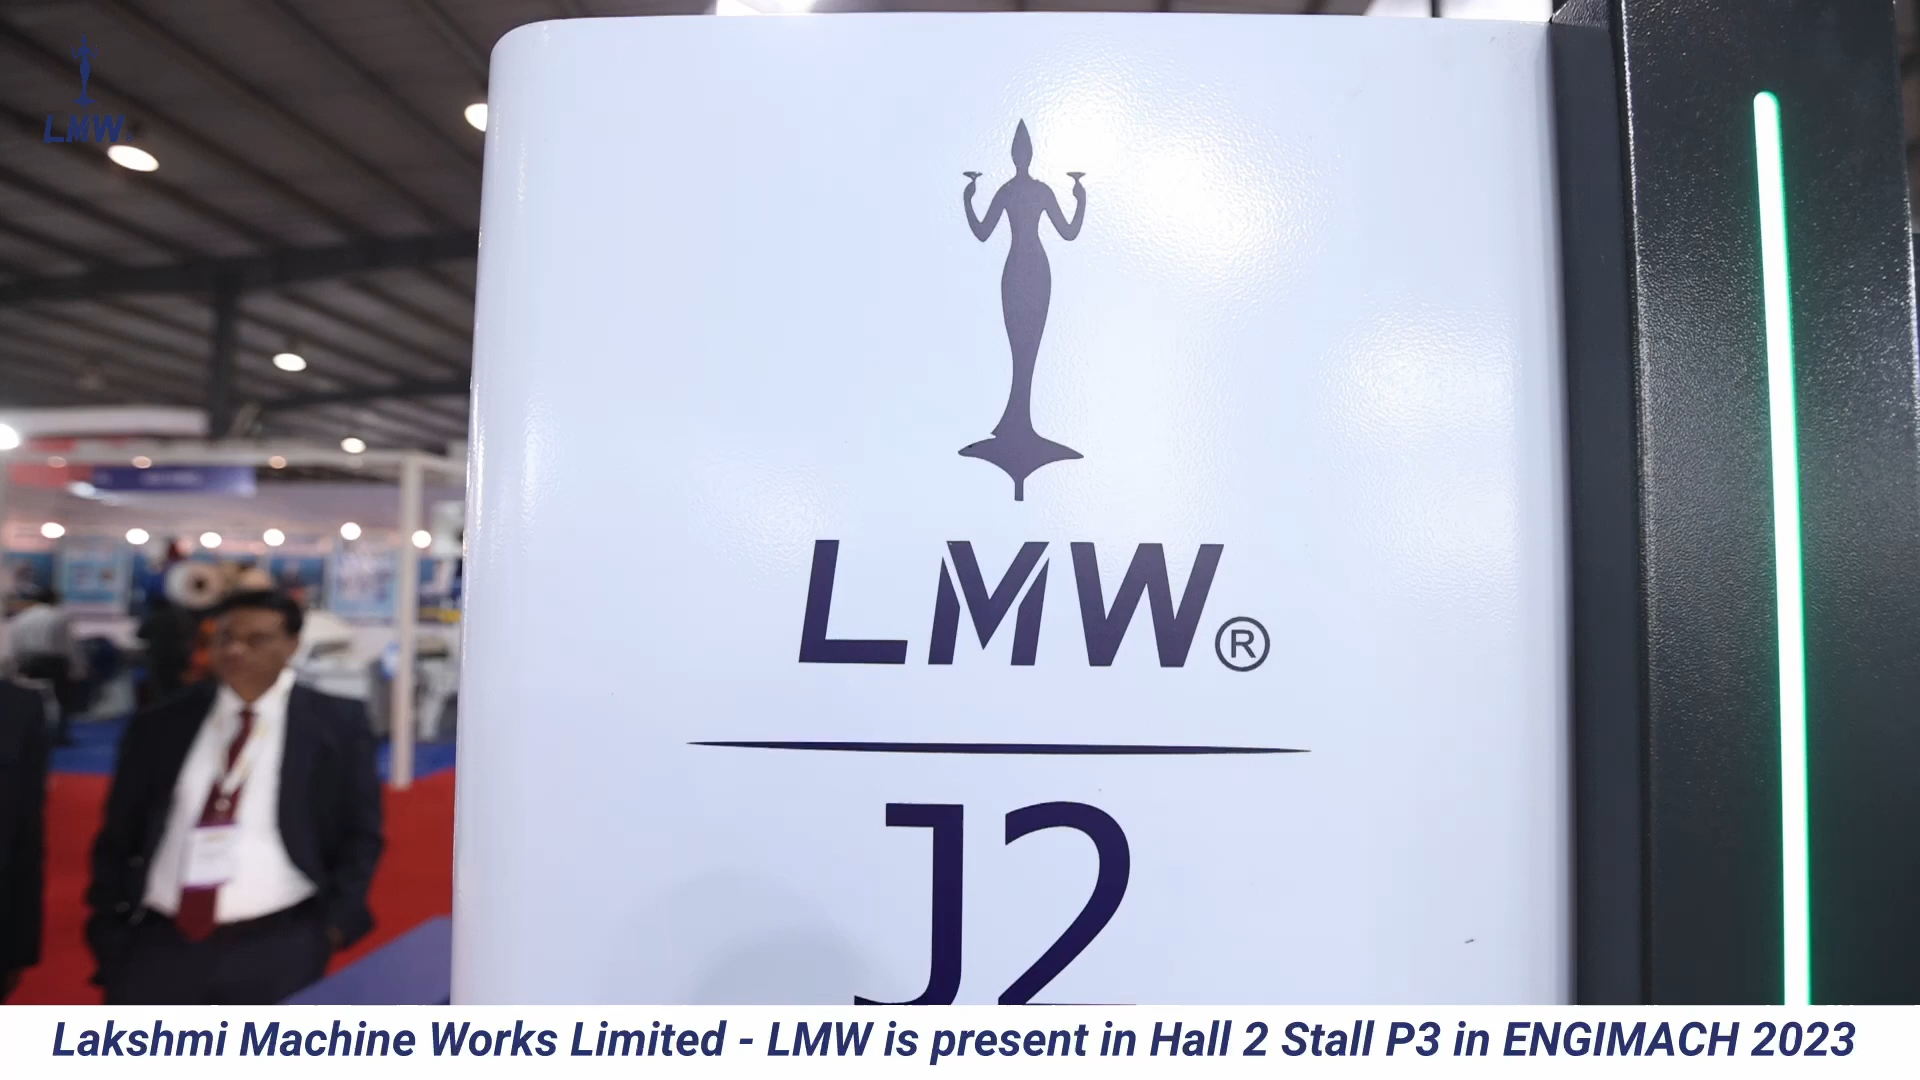 LMW
LMW®
J2
Lakshmi Machine Works Limited - LMW is present in Hall 2 Stall P3 in ENGIMACH 2023